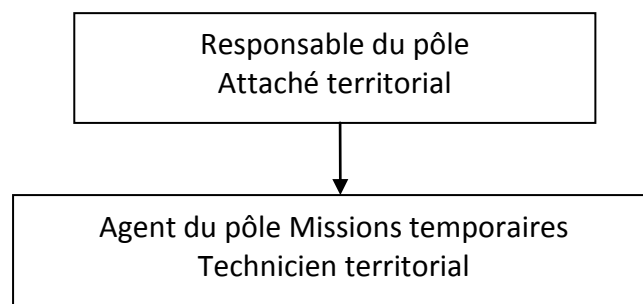 Responsable du pôle
Attaché territorial
Agent du pôle Missions temporaires
Technicien territorial